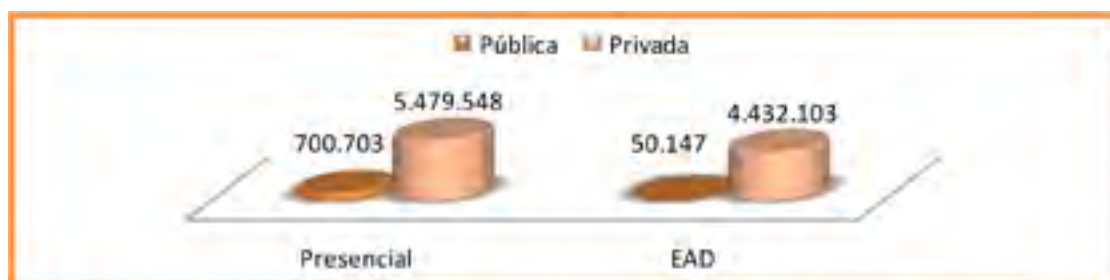 Pública Privada
5.479.548
4.432.103
700.703
50.147
Presencial EAD